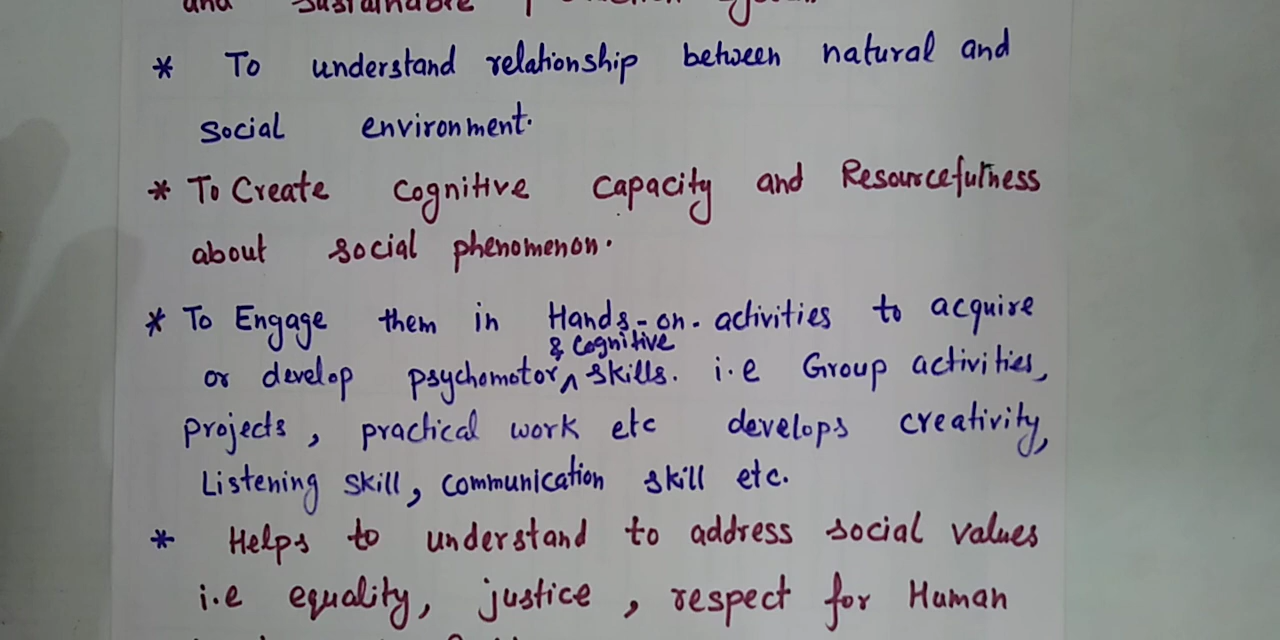 and sustainable
* To understand relationship between natural and
social environment.
* To Create Cognitive Capacity and Resourcefulness
about social phenomenon.
* To Engage them in Hands-on. activities to acquire
& Cognitive
or develop psychomotor ^ skills. i.e Group activities,
projects, practical work etc develops creativity,
Listening skill, communication skill etc.
* Helps to understand to address social values
i.e equality, justice, respect for Human